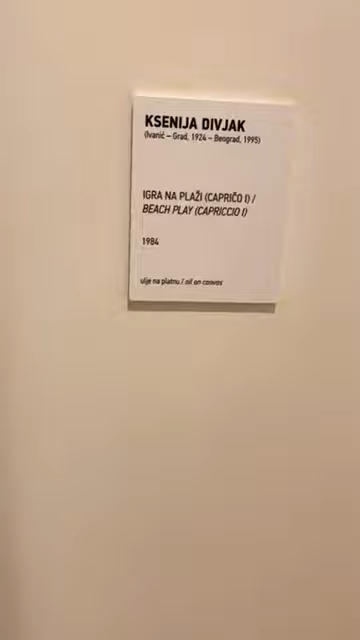 KSENIJA DIVJAK
(Ivanić – Grad, 1924 – Beograd, 1995)
IGRA NA PLAŽI (CAPRIČO I) /
BEACH PLAY (CAPRICCIO I)
1984
ulje na platnu / oil on canvas